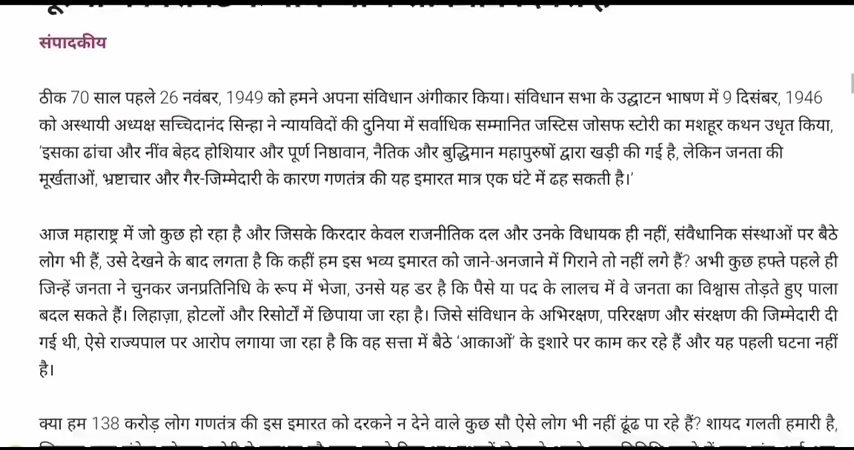 संपादकीय
ठीक 70 साल पहले 26 नवंबर, 1949 को हमने अपना संविधान अंगीकार किया। संविधान सभा के उद्घाटन भाषण में 9 दिसंबर, 1946
को अस्थायी अध्यक्ष सच्चिदानंद सिन्हा ने न्यायविदों की दुनिया में सर्वाधिक सम्मानित जस्टिस जोसफ स्टोरी का मशहूर कथन उधृत किया,
'इसका ढांचा और नींव बेहद होशियार और पूर्ण निष्ठावान, नैतिक और बुद्धिमान महापुरुषों द्वारा खड़ी की गई है, लेकिन जनता की
मूर्खताओं, भ्रष्टाचार और गैर-जिम्मेदारी के कारण गणतंत्र की यह इमारत मात्र एक घंटे में ढह सकती है।'
आज महाराष्ट्र में जो कुछ हो रहा है और जिसके किरदार केवल राजनीतिक दल और उनके विधायक ही नहीं, संवैधानिक संस्थाओं पर बैठे
लोग भी हैं, उसे देखने के बाद लगता है कि कहीं हम इस भव्य इमारत को जाने-अनजाने में गिराने तो नहीं लगे हैं? अभी कुछ हफ्ते पहले ही
जिन्हें जनता ने चुनकर जनप्रतिनिधि के रूप में भेजा, उनसे यह डर है कि पैसे या पद के लालच में वे जनता का विश्वास तोड़ते हुए पाला
बदल सकते हैं। लिहाज़ा, होटलों और रिसोर्टों में छिपाया जा रहा है। जिसे संविधान के अभिरक्षण, परिरक्षण और संरक्षण की जिम्मेदारी दी
गई थी, ऐसे राज्यपाल पर आरोप लगाया जा रहा है कि वह सत्ता में बैठे 'आकाओं' के इशारे पर काम कर रहे हैं और यह पहली घटना नहीं
है।
क्या हम 138 करोड़ लोग गणतंत्र की इस इमारत को दरकने न देने वाले कुछ सौ ऐसे लोग भी नहीं ढूंढ पा रहे हैं? शायद गलती हमारी है,